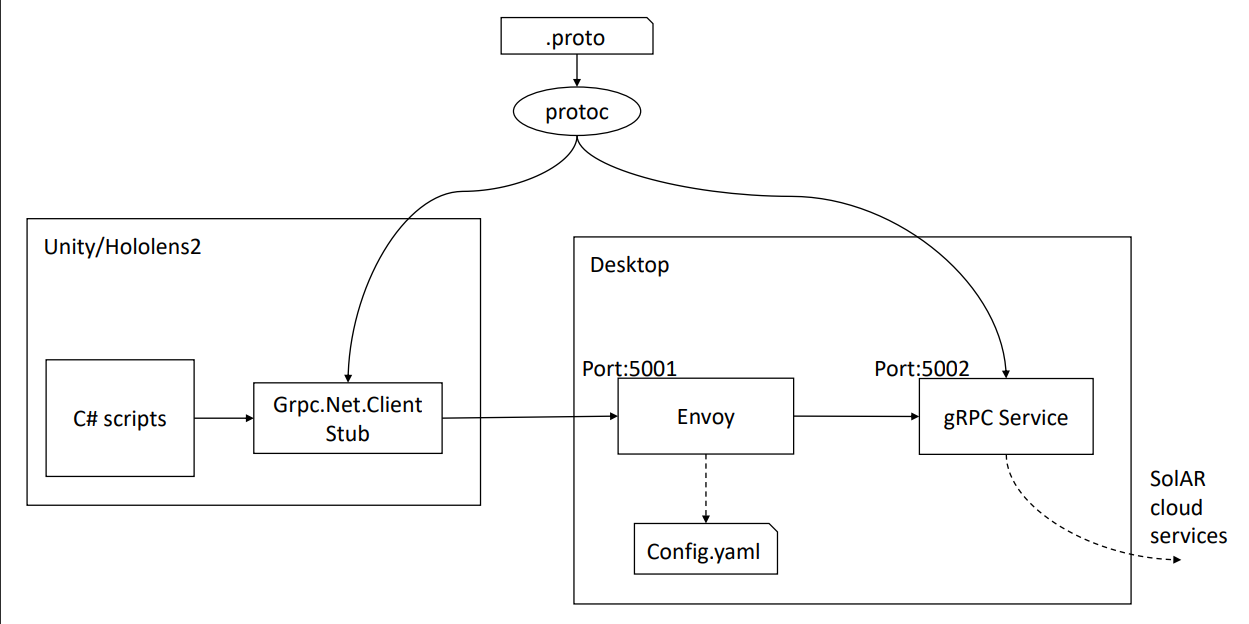 .proto
protoc
Unity/Hololens2
Desktop
Port:5001
Port:5002
C# scripts
Grpc.Net.Client
Stub
Envoy
gRPC Service
SolAR
cloud
services
Config.yaml